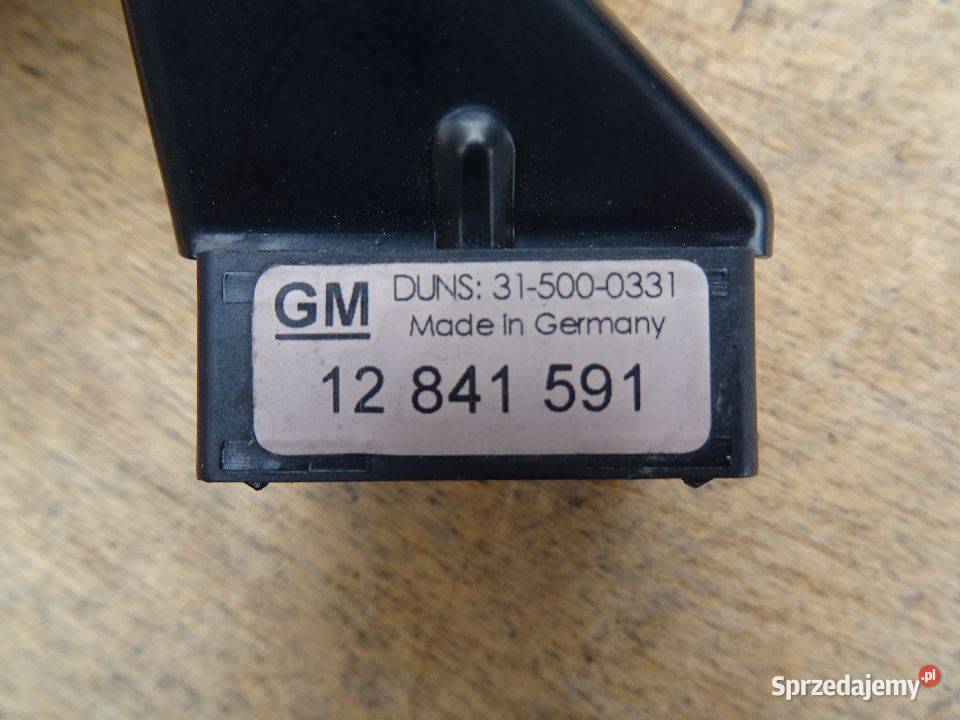 GM
DUNS: 31-500-0331
Made in Germany
12 841 591
Sprzedajemy.pl